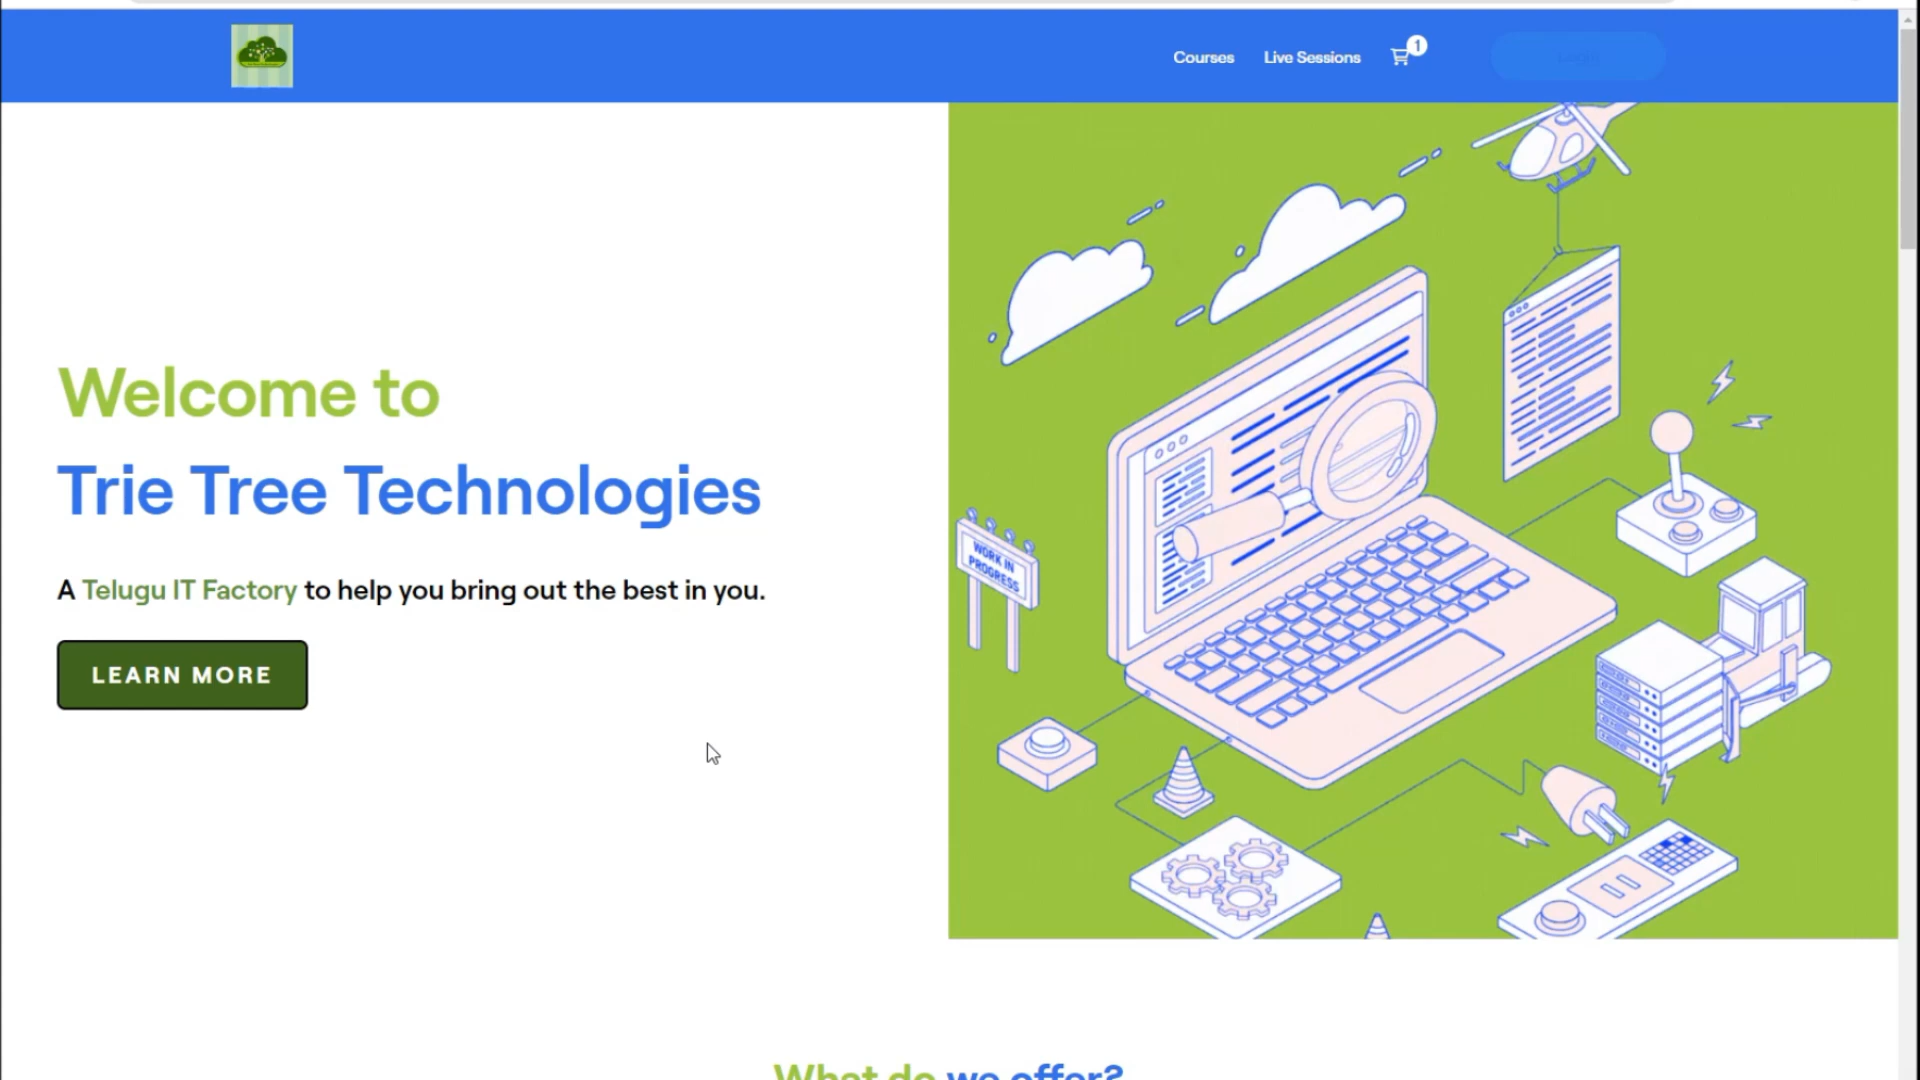 Courses
Live Sessions
1
Welcome to
Trie Tree Technologies
A Telugu IT Factory to help you bring out the best in you.
LEARN MORE
WORK IN
PROGRESS
What do we offer?